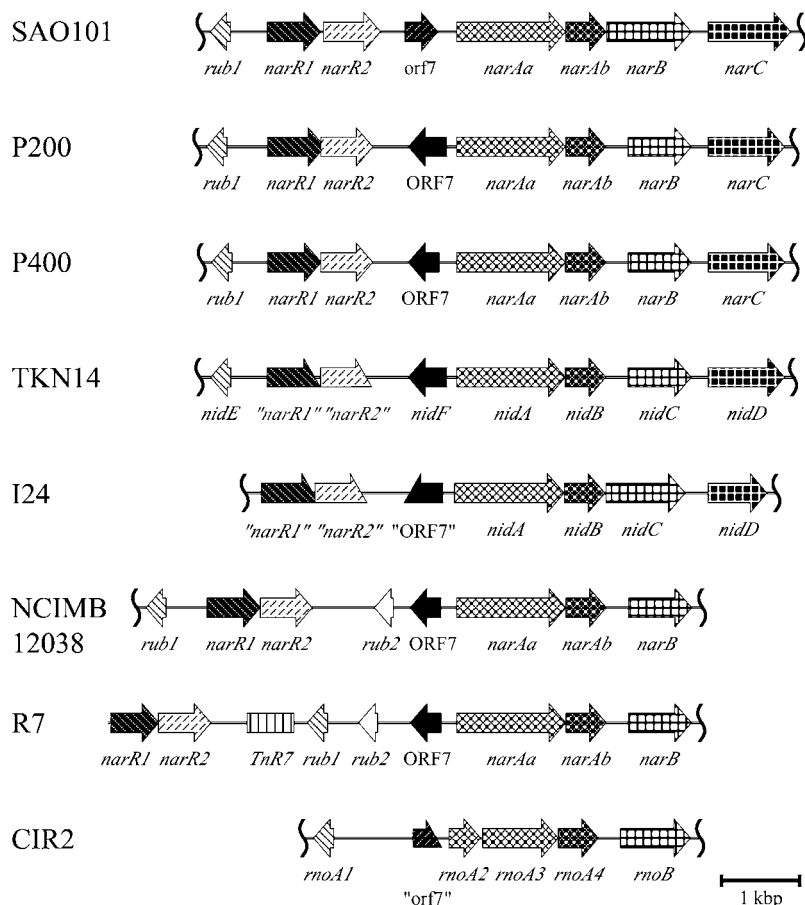 SAO101
rub1 narR1 narR2 orf7 narAa narAb narB narC
P200
rub1 narR1 narR2 ORF7 narAa narAb narB narC
P400
rub1 narR1 narR2 ORF7 narAa narAb narB narC
TKN14
nidE "narR1" "narR2" nidF nidA nidB nidC nidD
I24
"narR1" "narR2" "ORF7" nidA nidB nidC nidD
NCIMB
12038
rub1 narR1 narR2 rub2 ORF7 narAa narAb narB
R7
narR1 narR2 TnR7 rub1 rub2 ORF7 narAa narAb narB
CIR2
rnoA1 rnoA2 rnoA3 rnoA4 rnoB
"orf7"
1 kbp